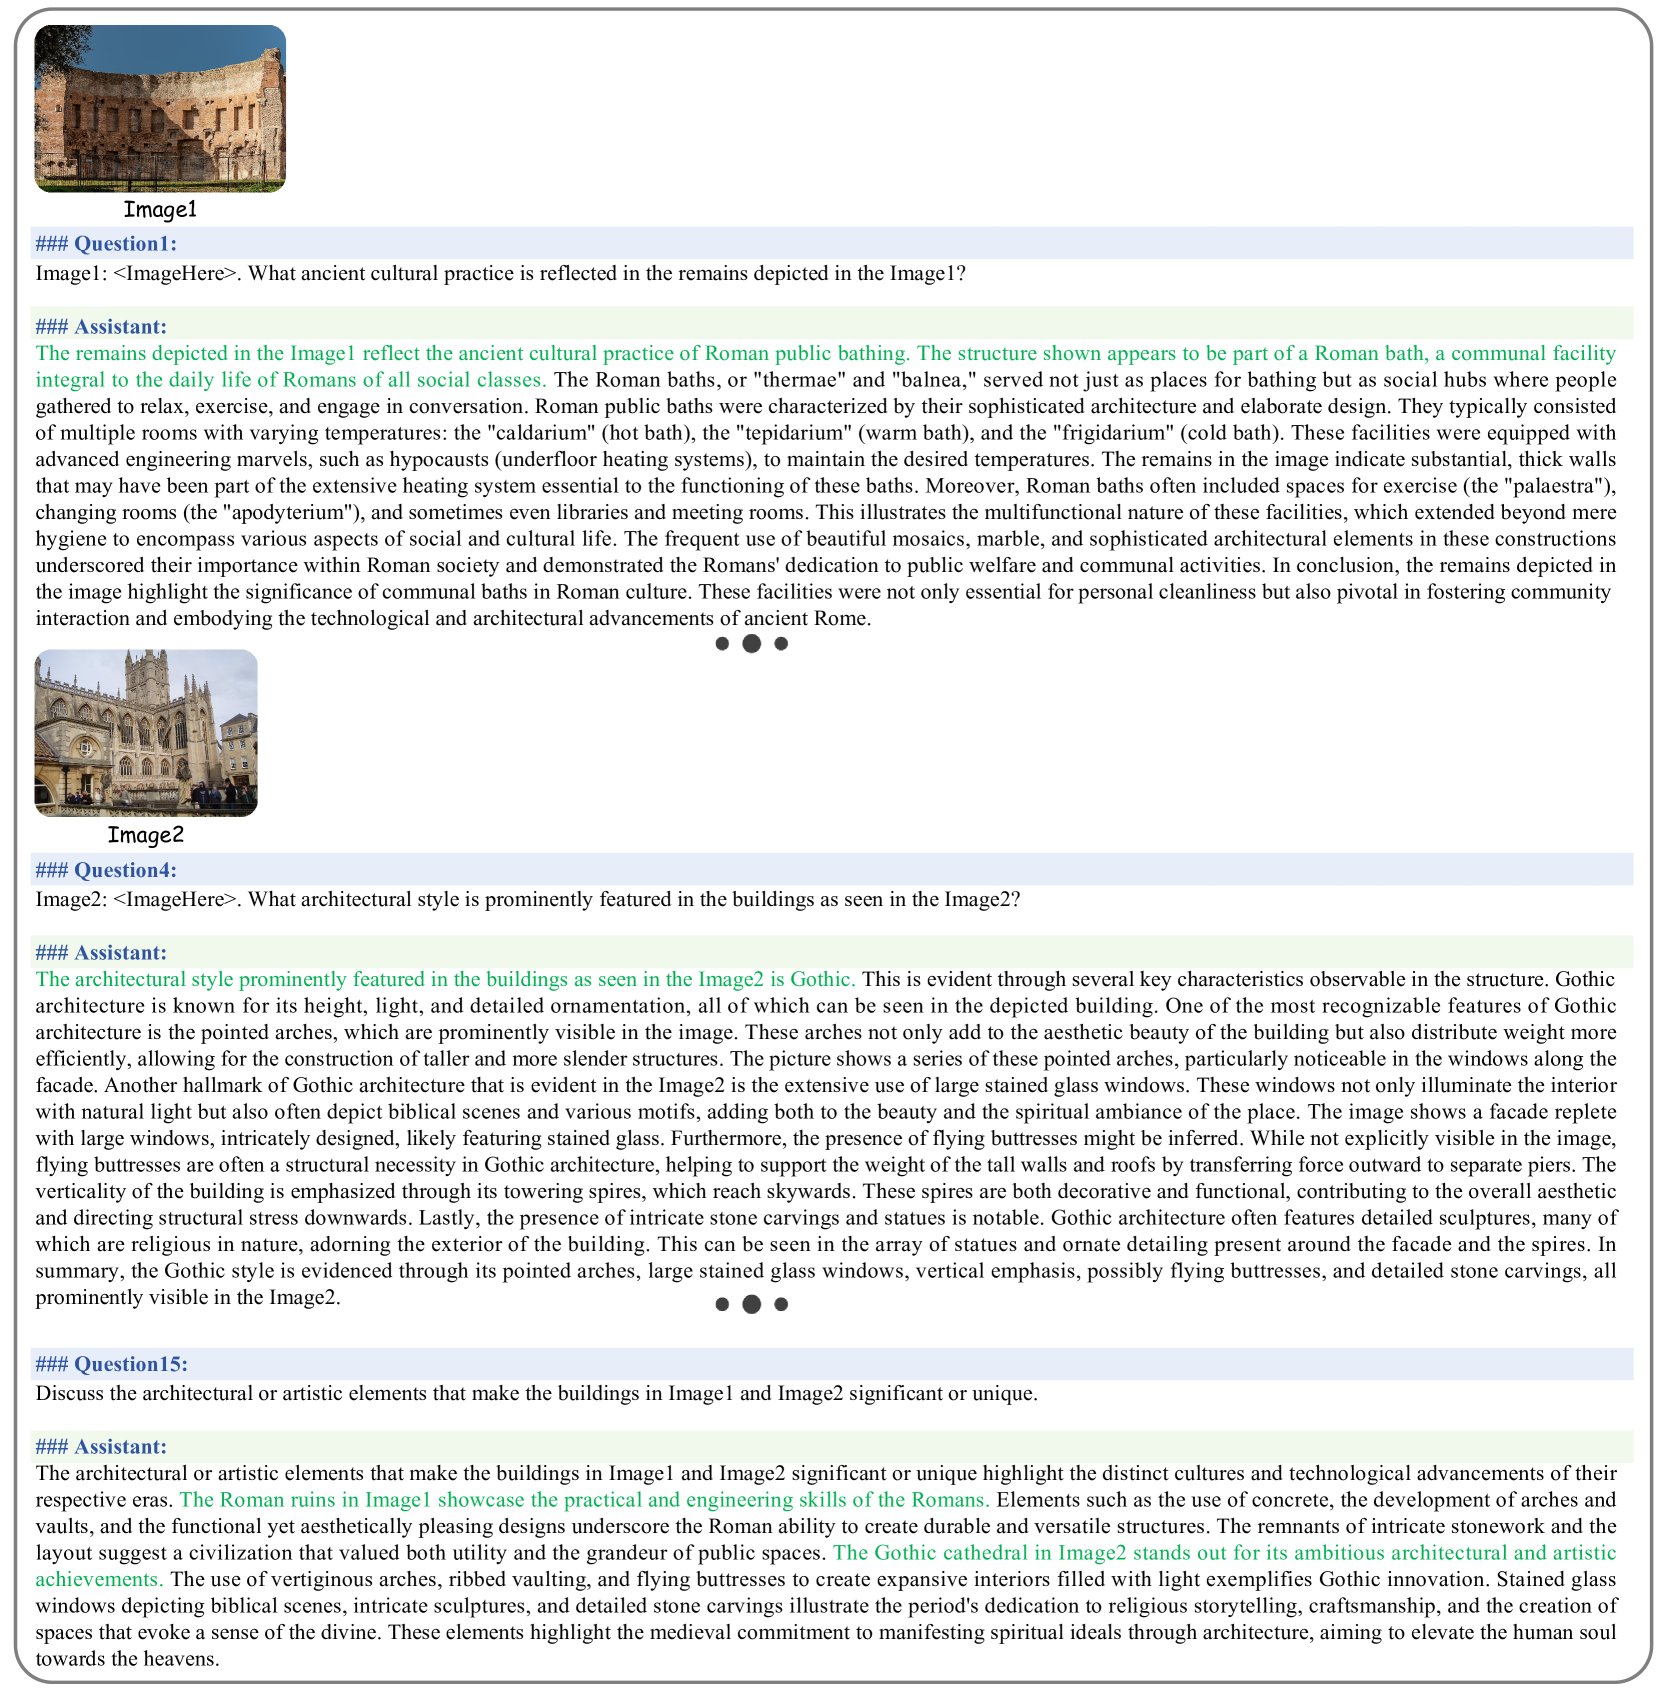 Image1
### Question1:
Image1: <ImageHere>. What ancient cultural practice is reflected in the remains depicted in the Image1?
### Assistant:
The remains depicted in the Image1 reflect the ancient cultural practice of Roman public bathing. The structure shown appears to be part of a Roman bath, a communal facility
integral to the daily life of Romans of all social classes. The Roman baths, or "thermae" and "balnea," served not just as places for bathing but as social hubs where people
gathered to relax, exercise, and engage in conversation. Roman public baths were characterized by their sophisticated architecture and elaborate design. They typically consisted
of multiple rooms with varying temperatures: the "caldarium" (hot bath), the "tepidarium" (warm bath), and the "frigidarium" (cold bath). These facilities were equipped with
advanced engineering marvels, such as hypocausts (underfloor heating systems), to maintain the desired temperatures. The remains in the image indicate substantial, thick walls
that may have been part of the extensive heating system essential to the functioning of these baths. Moreover, Roman baths often included spaces for exercise (the "palaestra"),
changing rooms (the "apodyterium"), and sometimes even libraries and meeting rooms. This illustrates the multifunctional nature of these facilities, which extended beyond mere
hygiene to encompass various aspects of social and cultural life. The frequent use of beautiful mosaics, marble, and sophisticated architectural elements in these constructions
underscored their importance within Roman society and demonstrated the Romans' dedication to public welfare and communal activities. In conclusion, the remains depicted in
the image highlight the significance of communal baths in Roman culture. These facilities were not only essential for personal cleanliness but also pivotal in fostering community
interaction and embodying the technological and architectural advancements of ancient Rome.
Image2
### Question4:
Image2: <ImageHere>. What architectural style is prominently featured in the buildings as seen in the Image2?
### Assistant:
The architectural style prominently featured in the buildings as seen in the Image2 is Gothic. This is evident through several key characteristics observable in the structure. Gothic
architecture is known for its height, light, and detailed ornamentation, all of which can be seen in the depicted building. One of the most recognizable features of Gothic
architecture is the pointed arches, which are prominently visible in the image. These arches not only add to the aesthetic beauty of the building but also distribute weight more
efficiently, allowing for the construction of taller and more slender structures. The picture shows a series of these pointed arches, particularly noticeable in the windows along the
facade. Another hallmark of Gothic architecture that is evident in the Image2 is the extensive use of large stained glass windows. These windows not only illuminate the interior
with natural light but also often depict biblical scenes and various motifs, adding both to the beauty and the spiritual ambiance of the place. The image shows a facade replete
with large windows, intricately designed, likely featuring stained glass. Furthermore, the presence of flying buttresses might be inferred. While not explicitly visible in the image,
flying buttresses are often a structural necessity in Gothic architecture, helping to support the weight of the tall walls and roofs by transferring force outward to separate piers. The
verticality of the building is emphasized through its towering spires, which reach skywards. These spires are both decorative and functional, contributing to the overall aesthetic
and directing structural stress downwards. Lastly, the presence of intricate stone carvings and statues is notable. Gothic architecture often features detailed sculptures, many of
which are religious in nature, adorning the exterior of the building. This can be seen in the array of statues and ornate detailing present around the facade and the spires. In
summary, the Gothic style is evidenced through its pointed arches, large stained glass windows, vertical emphasis, possibly flying buttresses, and detailed stone carvings, all
prominently visible in the Image2.
### Question15:
Discuss the architectural or artistic elements that make the buildings in Image1 and Image2 significant or unique.
### Assistant:
The architectural or artistic elements that make the buildings in Image1 and Image2 significant or unique highlight the distinct cultures and technological advancements of their
respective eras. The Roman ruins in Image1 showcase the practical and engineering skills of the Romans. Elements such as the use of concrete, the development of arches and
vaults, and the functional yet aesthetically pleasing designs underscore the Roman ability to create durable and versatile structures. The remnants of intricate stonework and the
layout suggest a civilization that valued both utility and the grandeur of public spaces. The Gothic cathedral in Image2 stands out for its ambitious architectural and artistic
achievements. The use of vertiginous arches, ribbed vaulting, and flying buttresses to create expansive interiors filled with light exemplifies Gothic innovation. Stained glass
windows depicting biblical scenes, intricate sculptures, and detailed stone carvings illustrate the period's dedication to religious storytelling, craftsmanship, and the creation of
spaces that evoke a sense of the divine. These elements highlight the medieval commitment to manifesting spiritual ideals through architecture, aiming to elevate the human soul
towards the heavens.